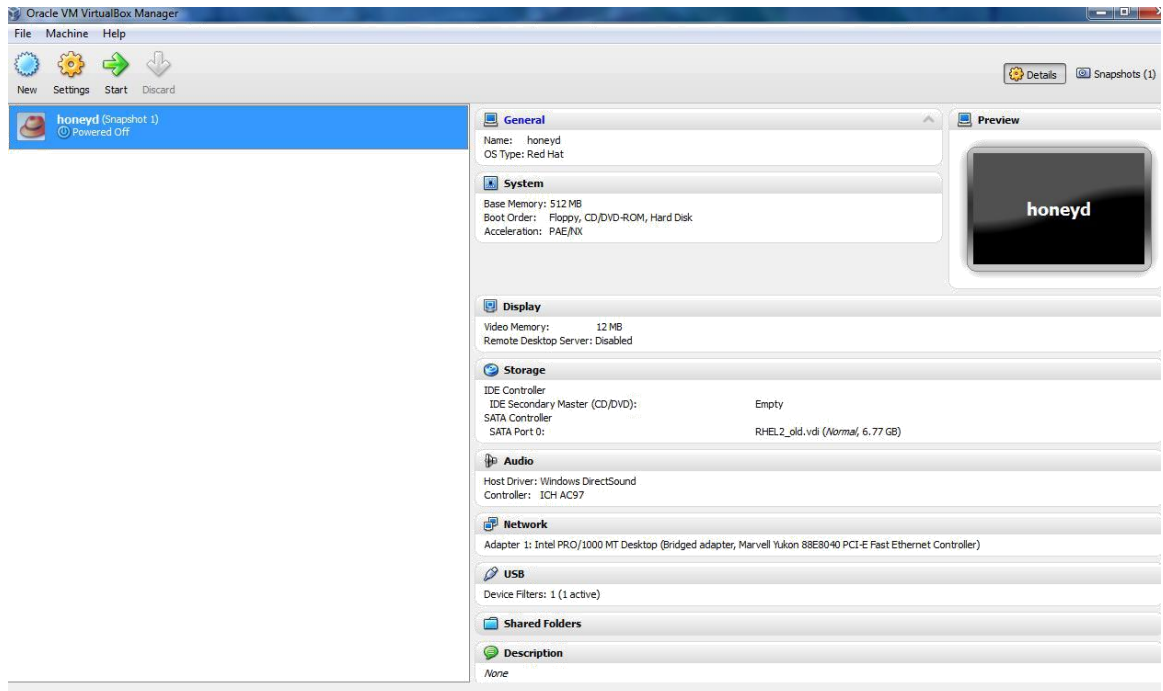 Oracle VM VirtualBox Manager
File Machine Help
New Settings Start Discard
Details Snapshots (1)
honeyd (Snapshot 1)
Powered Off
General
Name: honeyd
OS Type: Red Hat
System
Base Memory: 512 MB
Boot Order: Floppy, CD/DVD-ROM, Hard Disk
Acceleration: PAE/NX
Preview
honeyd
Display
Video Memory: 12 MB
Remote Desktop Server: Disabled
Storage
IDE Controller
IDE Secondary Master (CD/DVD): Empty
SATA Controller
SATA Port 0: RHEL2_old.vdi (Normal, 6.77 GB)
Audio
Host Driver: Windows DirectSound
Controller: ICH AC97
Network
Adapter 1: Intel PRO/1000 MT Desktop (Bridged adapter, Marvell Yukon 88E8040 PCI-E Fast Ethernet Controller)
USB
Device Filters: 1 (1 active)
Shared Folders
Description
None